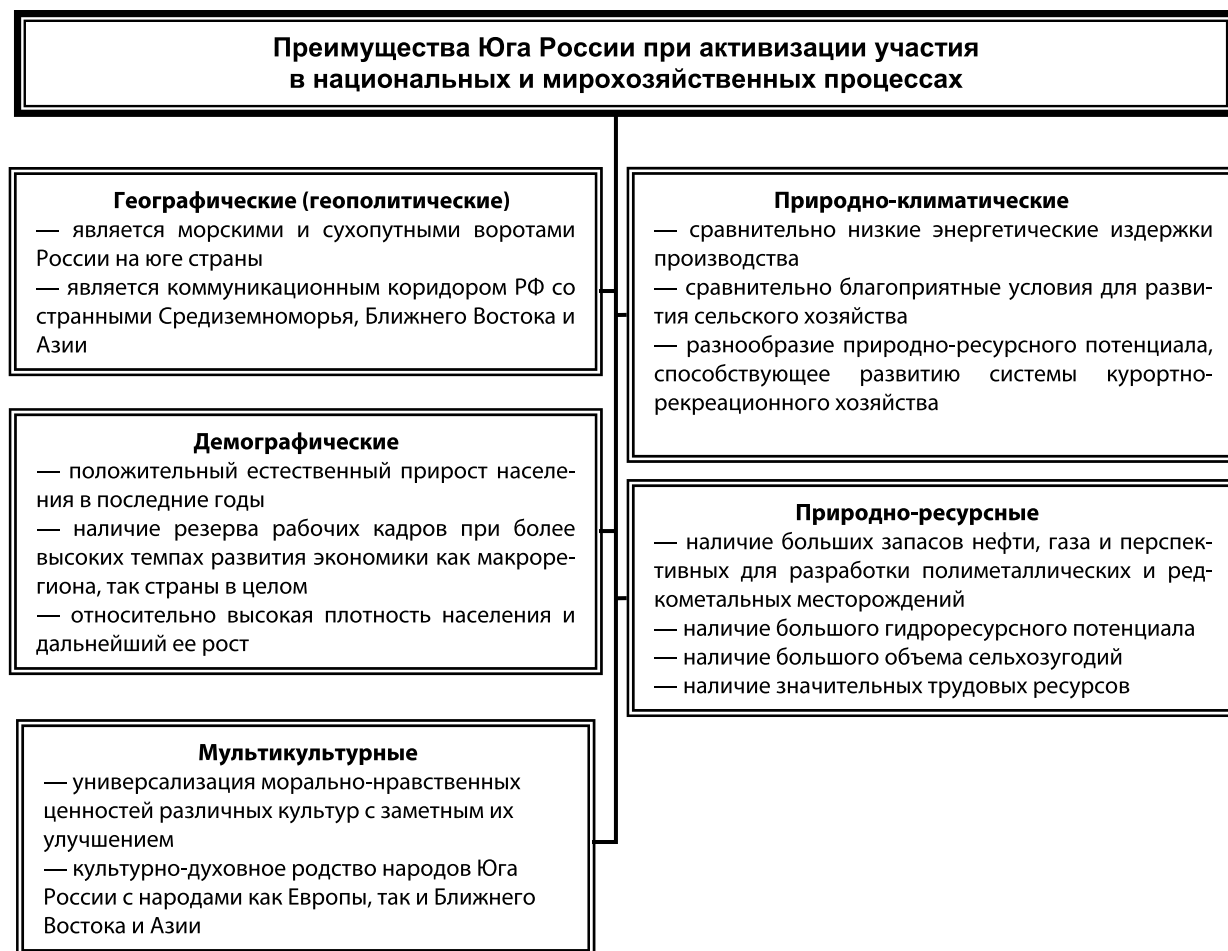 Преимущества Юга России при активизации участия
в национальных и мирохозяйственных процессах
Географические (геополитические)
— является морскими и сухопутными воротами
России на юге страны
— является коммуникационным коридором РФ со
странными Средиземноморья, Ближнего Востока и
Азии
Природно-климатические
— сравнительно низкие энергетические издержки
производства
— сравнительно благоприятные условия для разви-
тия сельского хозяйства
— разнообразие природно-ресурсного потенциала,
способствующее развитию системы курортно-
рекреационного хозяйства
Демографические
— положительный естественный прирост населе-
ния в последние годы
— наличие резерва рабочих кадров при более
высоких темпах развития экономики как макроре-
гиона, так страны в целом
— относительно высокая плотность населения и
дальнейший ее рост
Природно-ресурсные
— наличие больших запасов нефти, газа и перспек-
тивных для разработки полиметаллических и ред-
кометальных месторождений
— наличие большого гидроресурсного потенциала
— наличие большого объема сельхозугодий
— наличие значительных трудовых ресурсов
Мультикультурные
— универсализация морально-нравственных
ценностей различных культур с заметным их
улучшением
— культурно-духовное родство народов Юга
России с народами как Европы, так и Ближнего
Востока и Азии